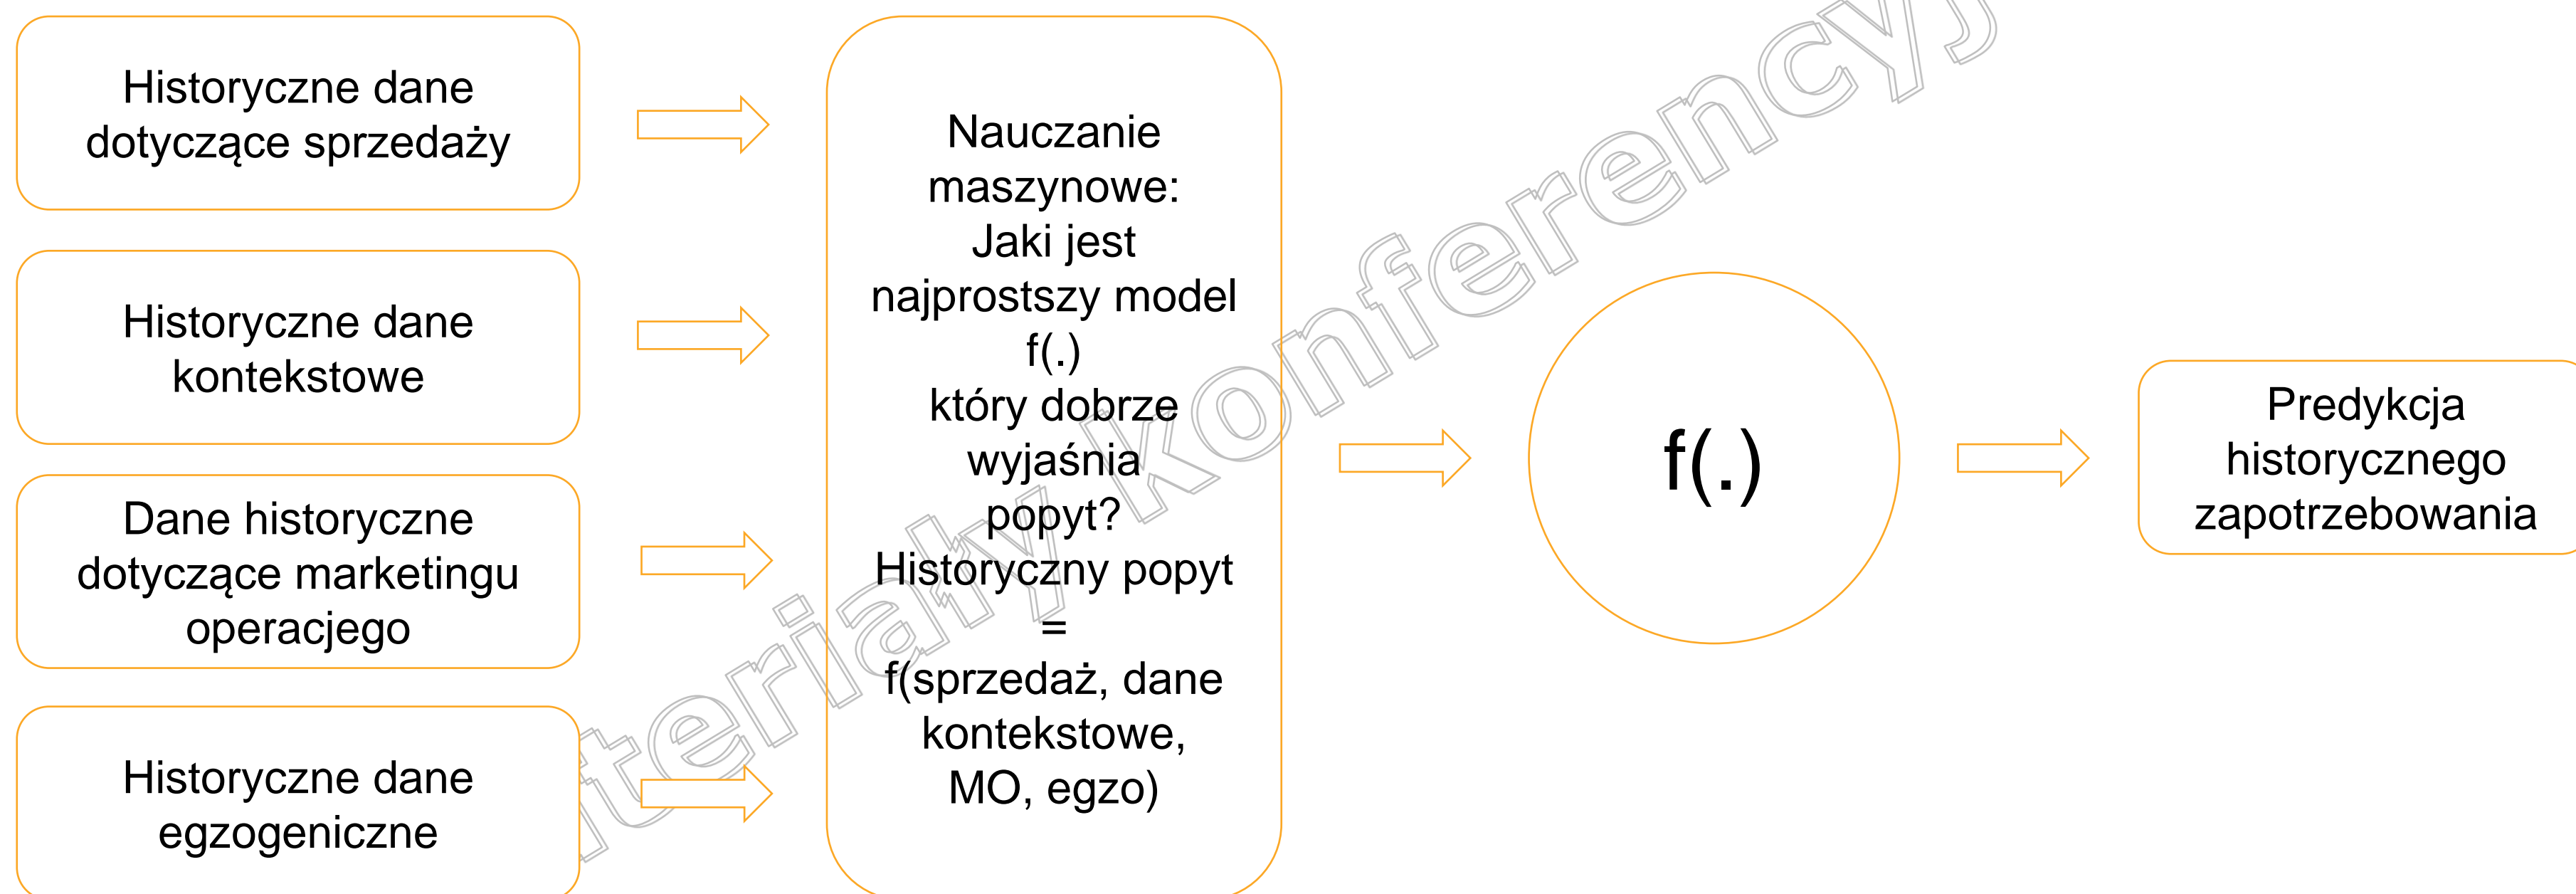 Historyczne dane
dotyczące sprzedaży
Historyczne dane
kontekstowe
Dane historyczne
dotyczące marketingu
operacjego
Historyczne dane
egzogeniczne
Nauczanie
maszynowe:
Jaki jest
najprostszy model
f(.)
który dobrze
wyjaśnia
popyt?
Historyczny popyt
=
f(sprzedaż, dane
kontekstowe,
MO, egzo)
f(.)
Predykcja
historycznego
zapotrzebowania